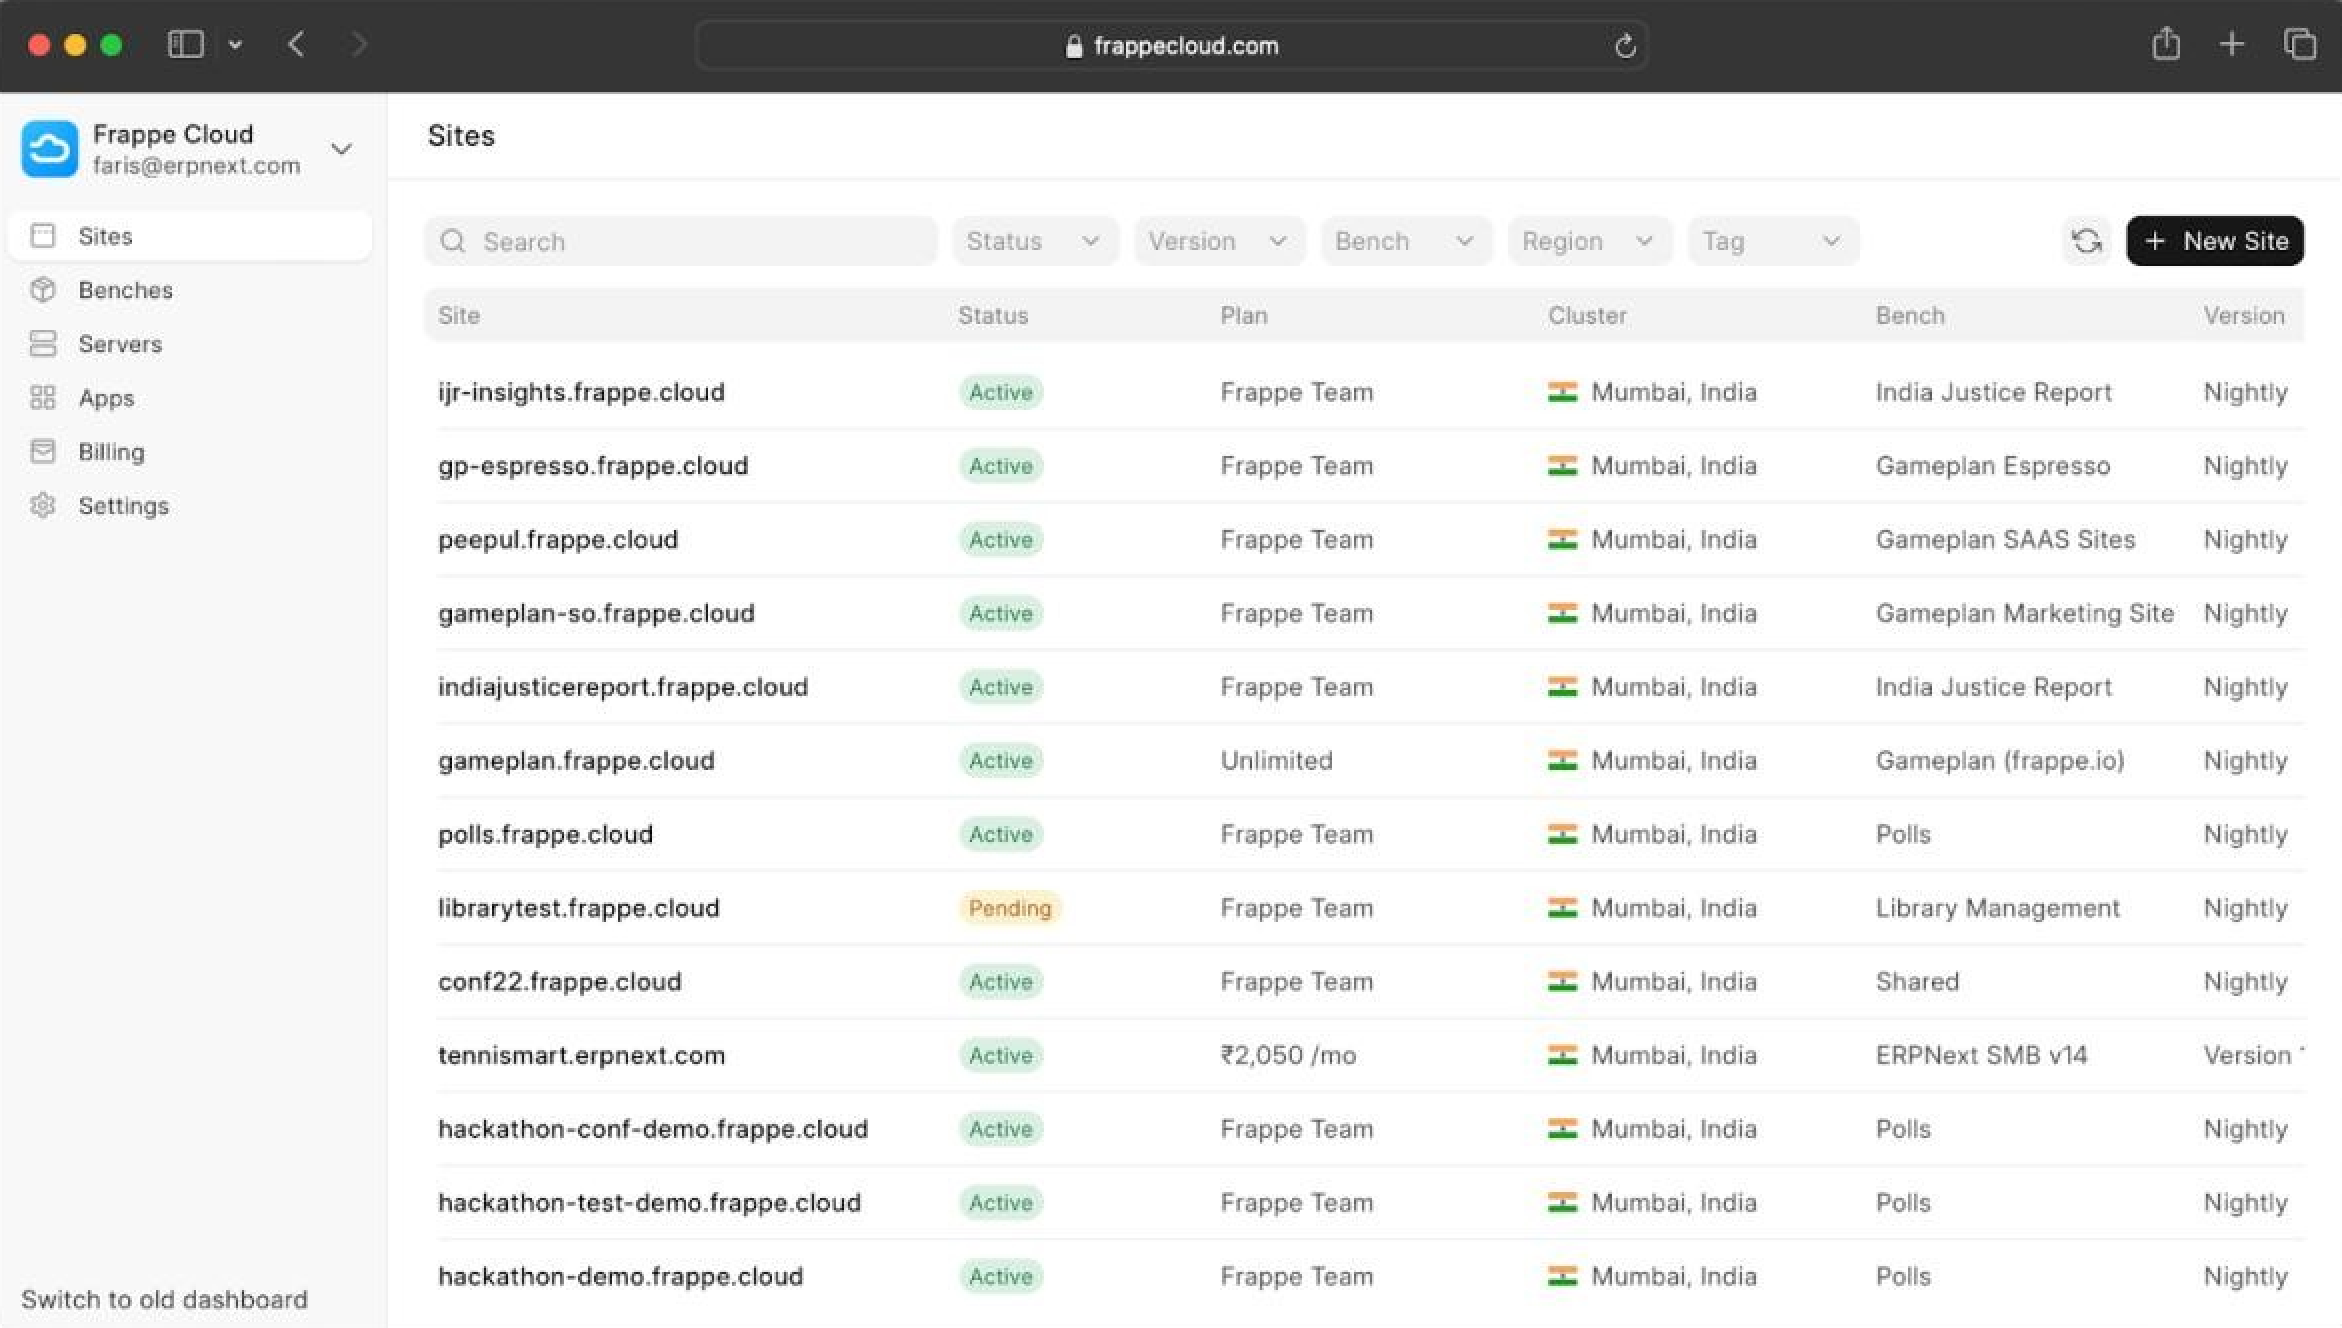 frappecloud.com
Frappe Cloud
faris@erpnext.com
Sites
Benches
Servers
Apps
Billing
Settings
Switch to old dashboard
Sites
Search Status Version Bench Region Tag + New Site
Site Status Plan Cluster Bench Version
ijr-insights.frappe.cloud Active Frappe Team Mumbai, India India Justice Report Nightly
gp-espresso.frappe.cloud Active Frappe Team Mumbai, India Gameplan Espresso Nightly
peepul.frappe.cloud Active Frappe Team Mumbai, India Gameplan SAAS Sites Nightly
gameplan-so.frappe.cloud Active Frappe Team Mumbai, India Gameplan Marketing Site Nightly
indiajusticereport.frappe.cloud Active Frappe Team Mumbai, India India Justice Report Nightly
gameplan.frappe.cloud Active Unlimited Mumbai, India Gameplan (frappe.io) Nightly
polls.frappe.cloud Active Frappe Team Mumbai, India Polls Nightly
librarytest.frappe.cloud Pending Frappe Team Mumbai, India Library Management Nightly
conf22.frappe.cloud Active Frappe Team Mumbai, India Shared Nightly
tennismart.erpnext.com Active ₹2,050 /mo Mumbai, India ERPNext SMB v14 Version
hackathon-conf-demo.frappe.cloud Active Frappe Team Mumbai, India Polls Nightly
hackathon-test-demo.frappe.cloud Active Frappe Team Mumbai, India Polls Nightly
hackathon-demo.frappe.cloud Active Frappe Team Mumbai, India Polls Nightly